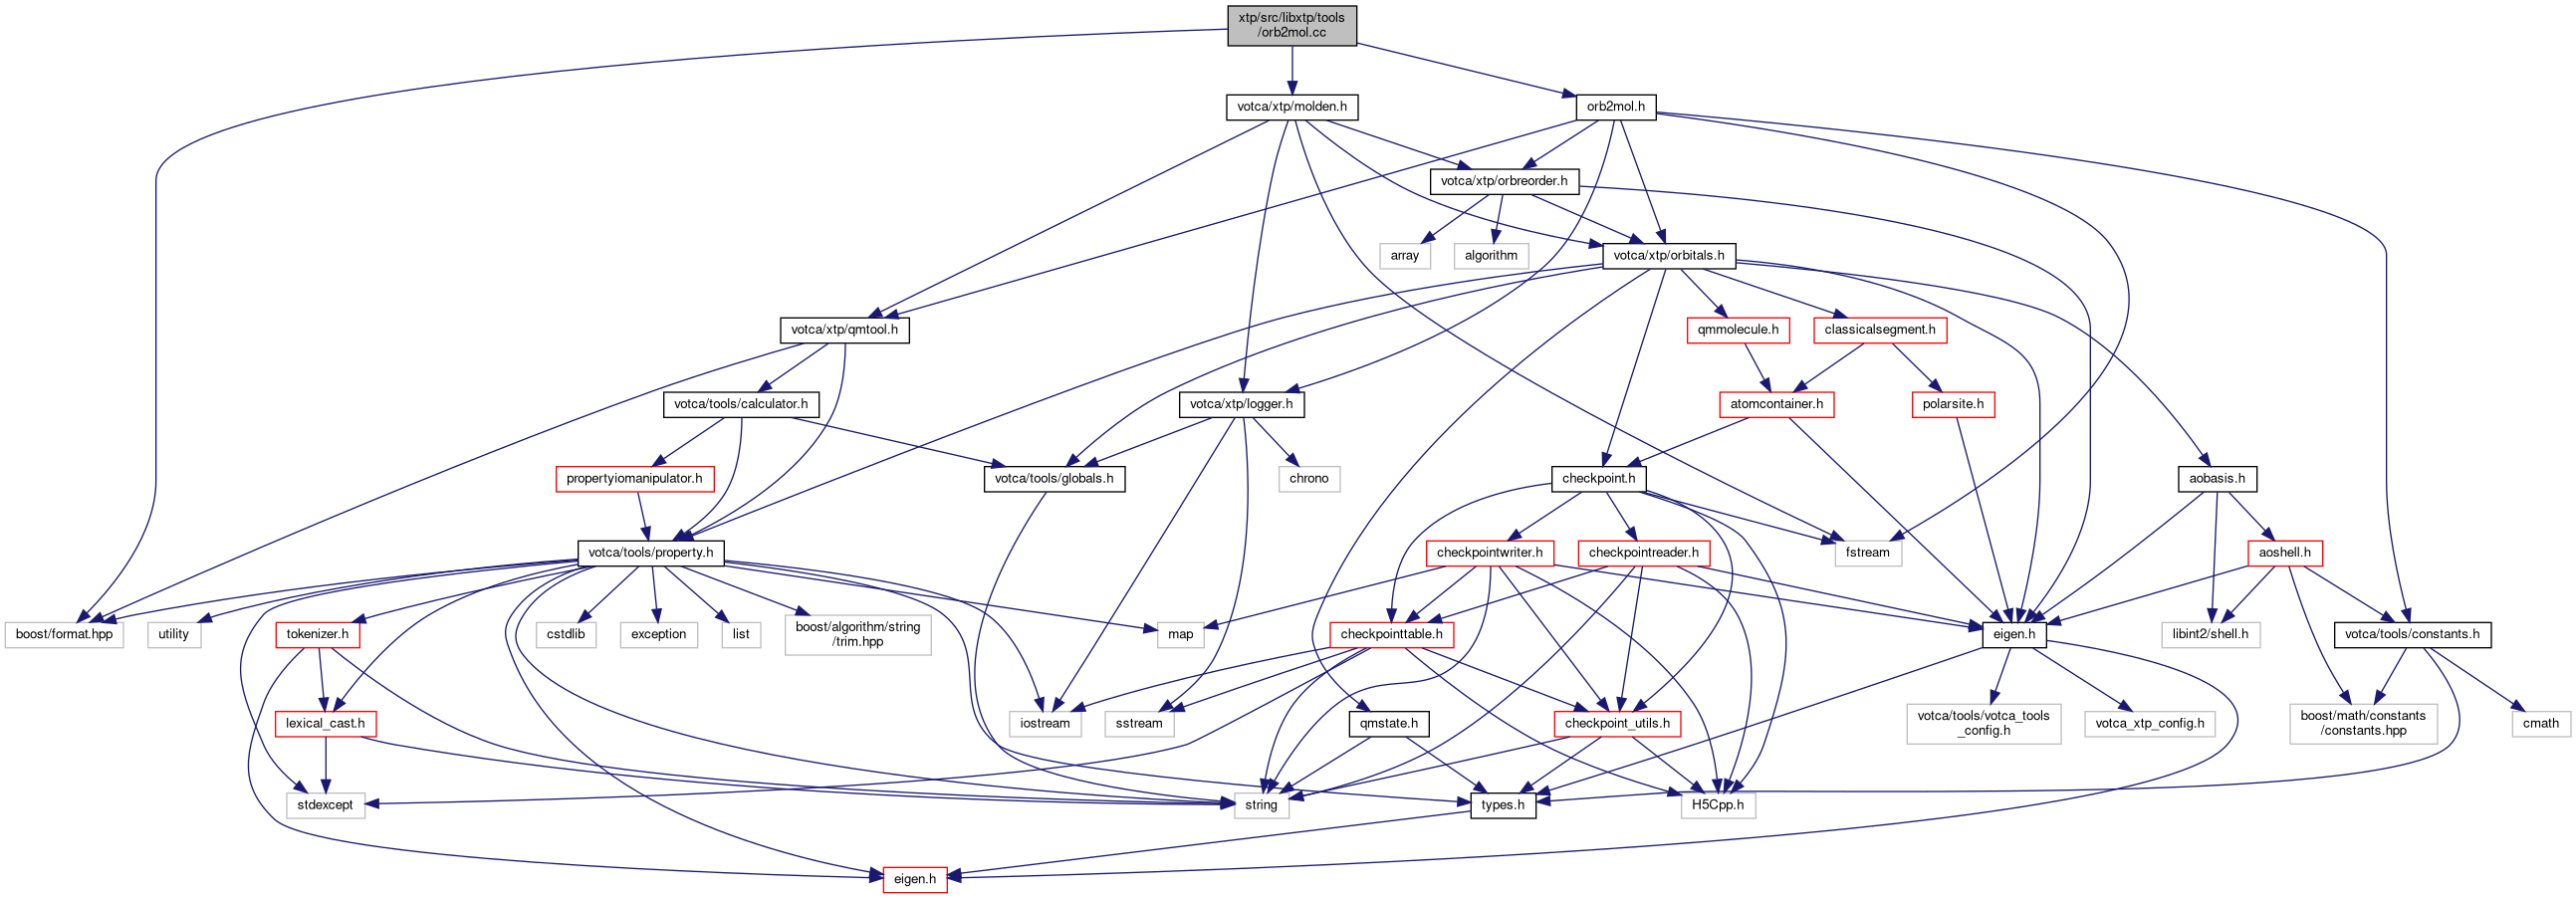 xtp/src/libxtp/tools
/orb2mol.cc
votca/xtp/molden.h
orb2mol.h
votca/xtp/orbreorder.h
array
algorithm
votca/xtp/orbitals.h
votca/xtp/qmtool.h
qmmolecule.h
classicalsegment.h
votca/tools/calculator.h
votca/xtp/logger.h
atomcontainer.h
polarsite.h
propertyiomanipulator.h
votca/tools/globals.h
chrono
checkpoint.h
aobasis.h
votca/tools/property.h
checkpointwriter.h
checkpointreader.h
fstream
aoshell.h
boost/format.hpp
utility
tokenizer.h
cstdlib
exception
list
boost/algorithm/string
/trim.hpp
map
checkpointtable.h
eigen.h
libint2/shell.h
votca/tools/constants.h
lexical_cast.h
iostream
sstream
qmstate.h
checkpoint_utils.h
votca/tools/votca_tools
_config.h
votca_xtp_config.h
boost/math/constants
/constants.hpp
cmath
stdexcept
string
types.h
H5Cpp.h
eigen.h